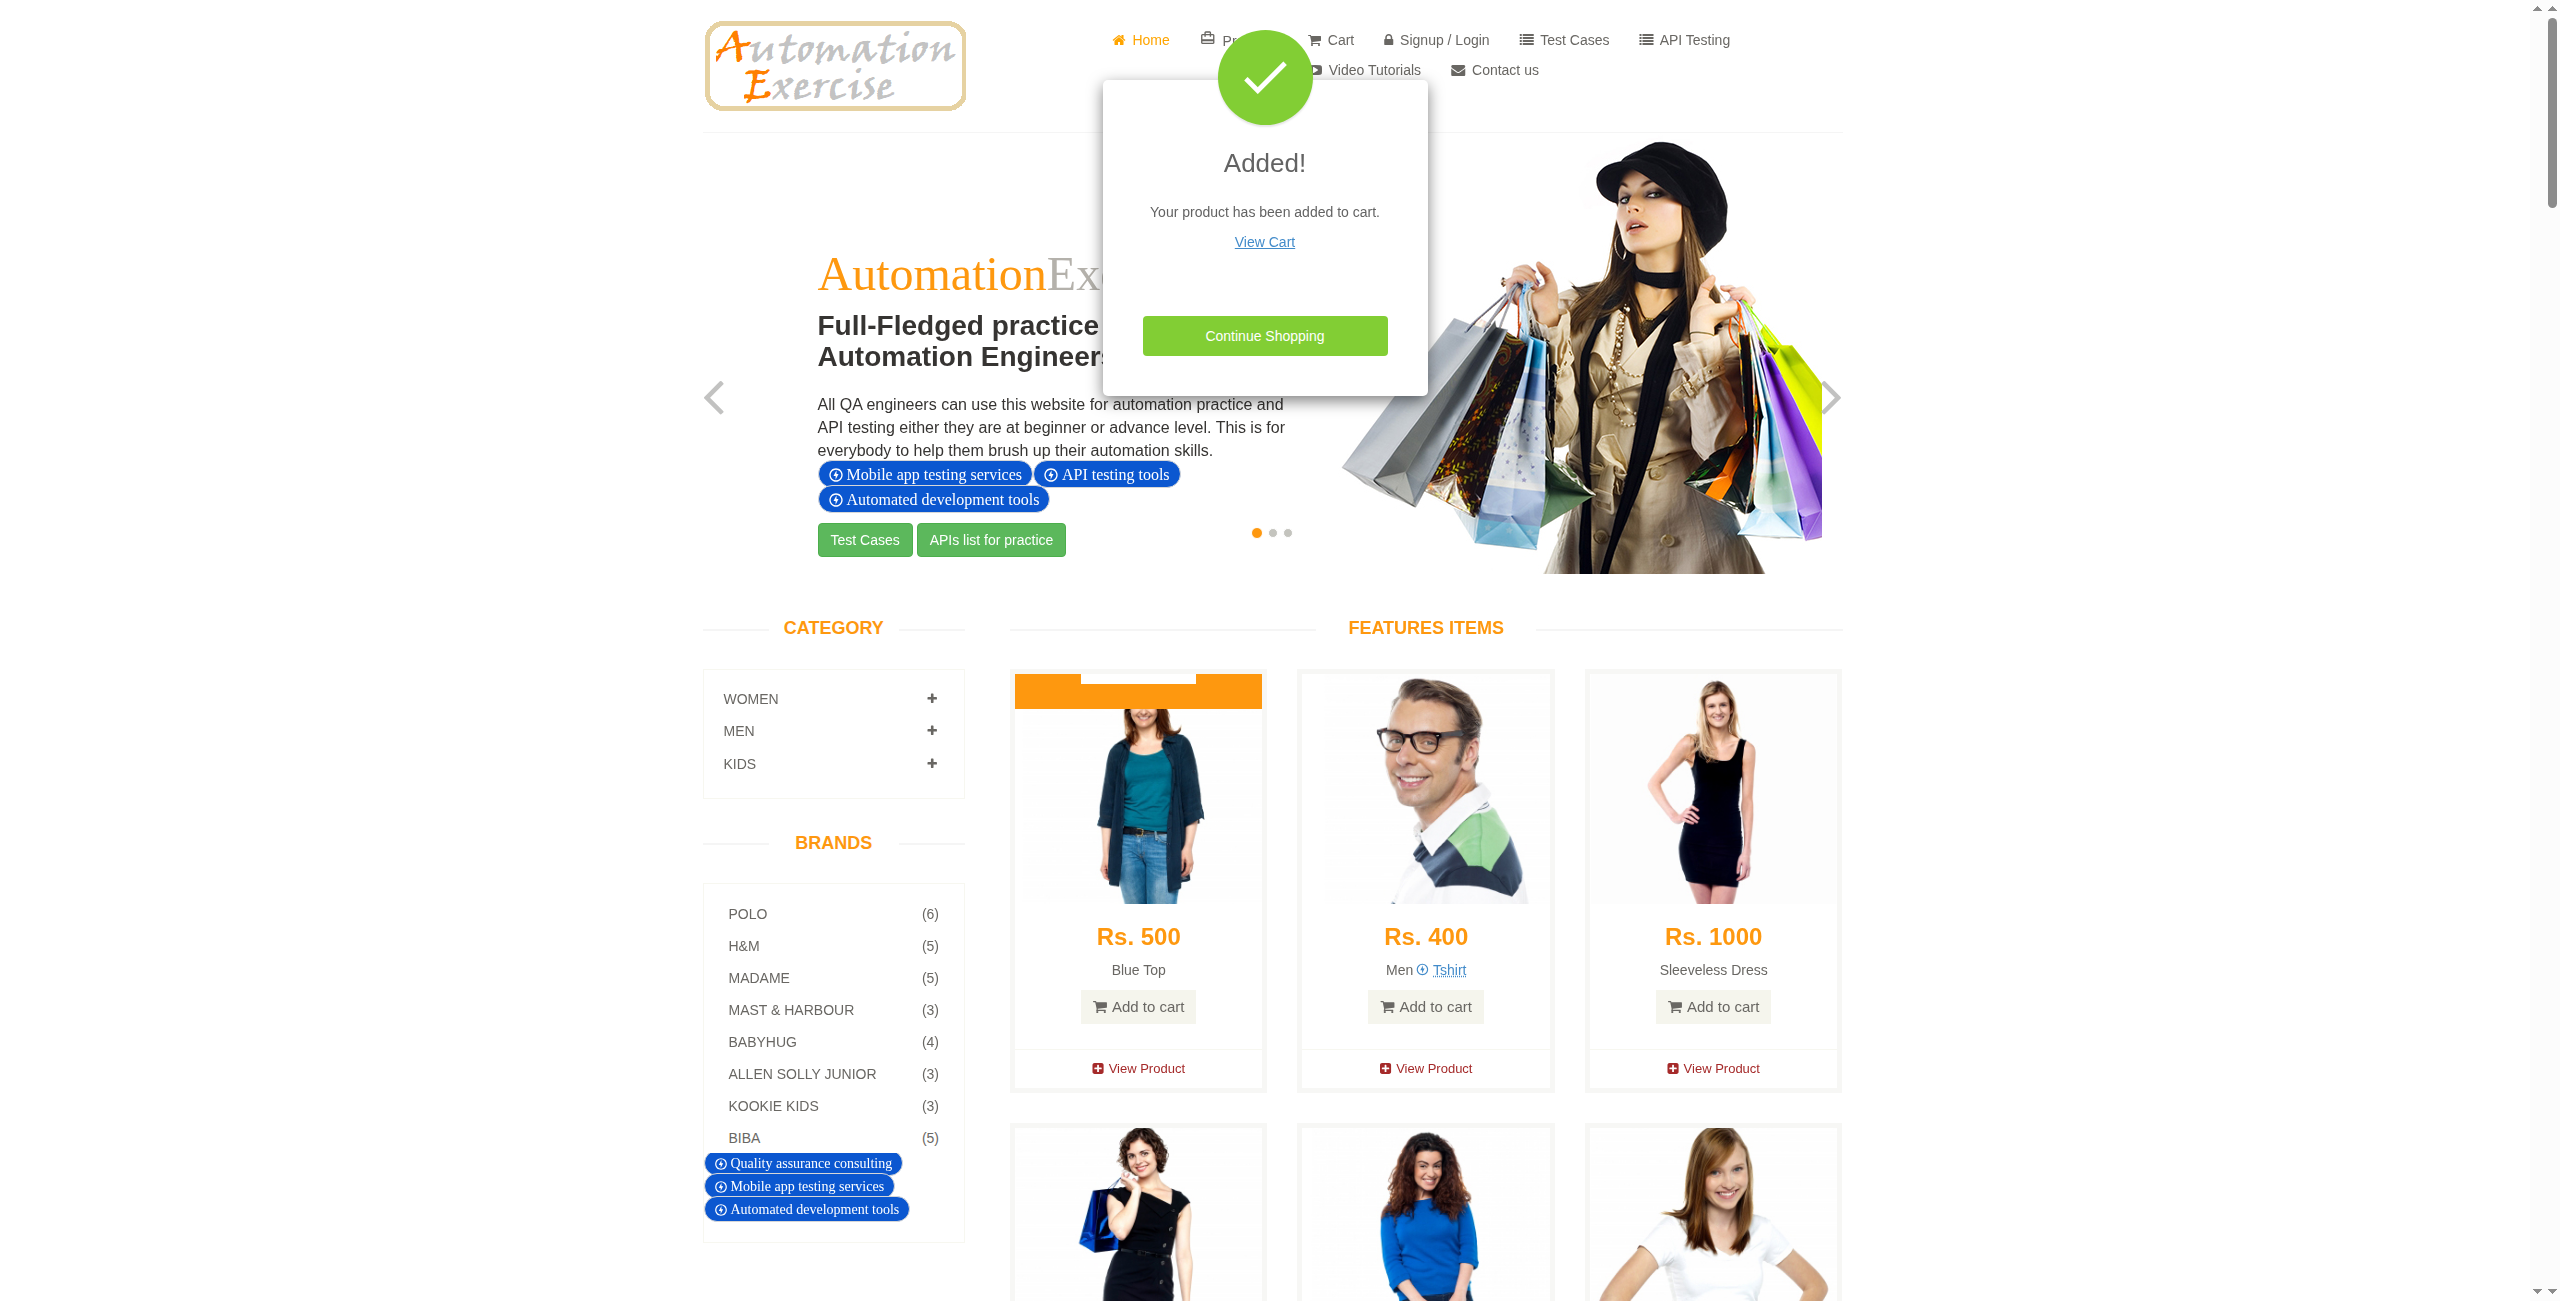 Automation
Exercise
Home
Cart
Signup / Login
Test Cases
API Testing
Video Tutorials
Contact us
Added!
Your product has been added to cart.
View Cart
Continue Shopping
Automation
Full-Fledged practice
Automation
All QA engineers can use this website for automation practice and
API testing either they are at beginner or advance level. This is for
everybody to help them brush up their automation skills.
Mobile app testing services
API testing tools
Automated development tools
Test Cases
APIs list for practice
CATEGORY
WOMEN
MEN
KIDS
BRANDS
POLO (6)
H&M (5)
MADAME (5)
MAST & HARBOUR (3)
BABYHUG (4)
ALLEN SOLLY JUNIOR (3)
KOOKIE KIDS (3)
BIBA (5)
Quality assurance consulting
Mobile app testing services
Automated development tools
FEATURES ITEMS
Rs. 500
Blue Top
Add to cart
View Product
Rs. 400
Men Tshirt
Add to cart
View Product
Rs. 1000
Sleeveless Dress
Add to cart
View Product